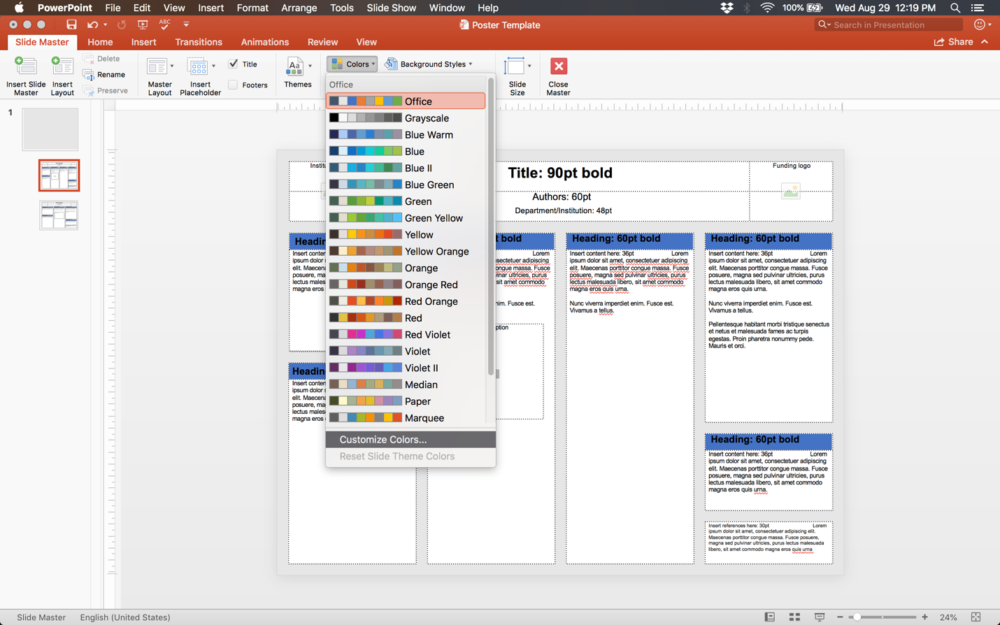 PowerPoint File Edit View Insert Format Arrange Tools Slide Show Window Help 100% Wed Aug 29 12:19 PM
ABC Poster Template Search in Presentation
Slide Master Home Insert Transitions Animations Review View Share
Insert Slide Master
Insert Layout
Delete
Rename
Preserve
Master Layout
Insert Placeholder
Title
Footers
Aa
Themes
Colors
Background Styles
Slide Size
Close Master
Office
Office
Grayscale
Blue Warm
Blue
Blue II
Blue Green
Green
Green Yellow
Yellow
Yellow Orange
Orange
Orange Red
Red Orange
Red
Red Violet
Violet
Violet II
Median
Paper
Marquee
Customize Colors...
Reset Slide Theme Colors
1
Institu
Title: 90pt bold
Authors: 60pt
Department/Institution: 48pt
Funding logo
Headin
Insert conten
ipsum dolor s
elit. Maecena
posuere, ma
lectus males
magna eros
Headin
Insert conten
ipsum dolor s
elit. Maecena
posuere, ma
lectus males
magna eros
t bold
Lorem
sectetuer adipiscing
ongue massa. Fusce
nar ultricies, purus
ro, sit amet commodo
nim. Fusce est.
ption
Heading: 60pt bold
Insert content here: 36pt Lorem
ipsum dolor sit amet, consectetuer adipiscing
elit. Maecenas porttitor congue massa. Fusce
posuere, magna sed pulvinar ultricies, purus
lectus malesuada libero, sit amet commodo
magna eros quis urna.
Nunc viverra imperdiet enim. Fusce est.
Vivamus a tellus.
Heading: 60pt bold
Insert content here: 36pt Lorem
ipsum dolor sit amet, consectetuer adipiscing
elit. Maecenas porttitor congue massa. Fusce
posuere, magna sed pulvinar ultricies, purus
lectus malesuada libero, sit amet commodo
magna eros quis urna.
Nunc viverra imperdiet enim. Fusce est.
Vivamus a tellus.
Pellentesque habitant morbi tristique senectus
et netus et malesuada fames ac turpis
egestas. Proin pharetra nonummy pede.
Mauris et orci.
Heading: 60pt bold
Insert content here: 36pt Lorem
ipsum dolor sit amet, consectetuer adipiscing
elit. Maecenas porttitor congue massa. Fusce
posuere, magna sed pulvinar ultricies, purus
lectus malesuada libero, sit amet commodo
magna eros quis urna.
Insert references here: 30pt Lorem
ipsum dolor sit amet, consectetuer adipiscing elit.
Maecenas porttitor congue massa. Fusce posuere,
magna sed pulvinar ultricies, purus lectus malesuada
libero, sit amet commodo magna eros quis urna
Slide Master English (United States) 24%